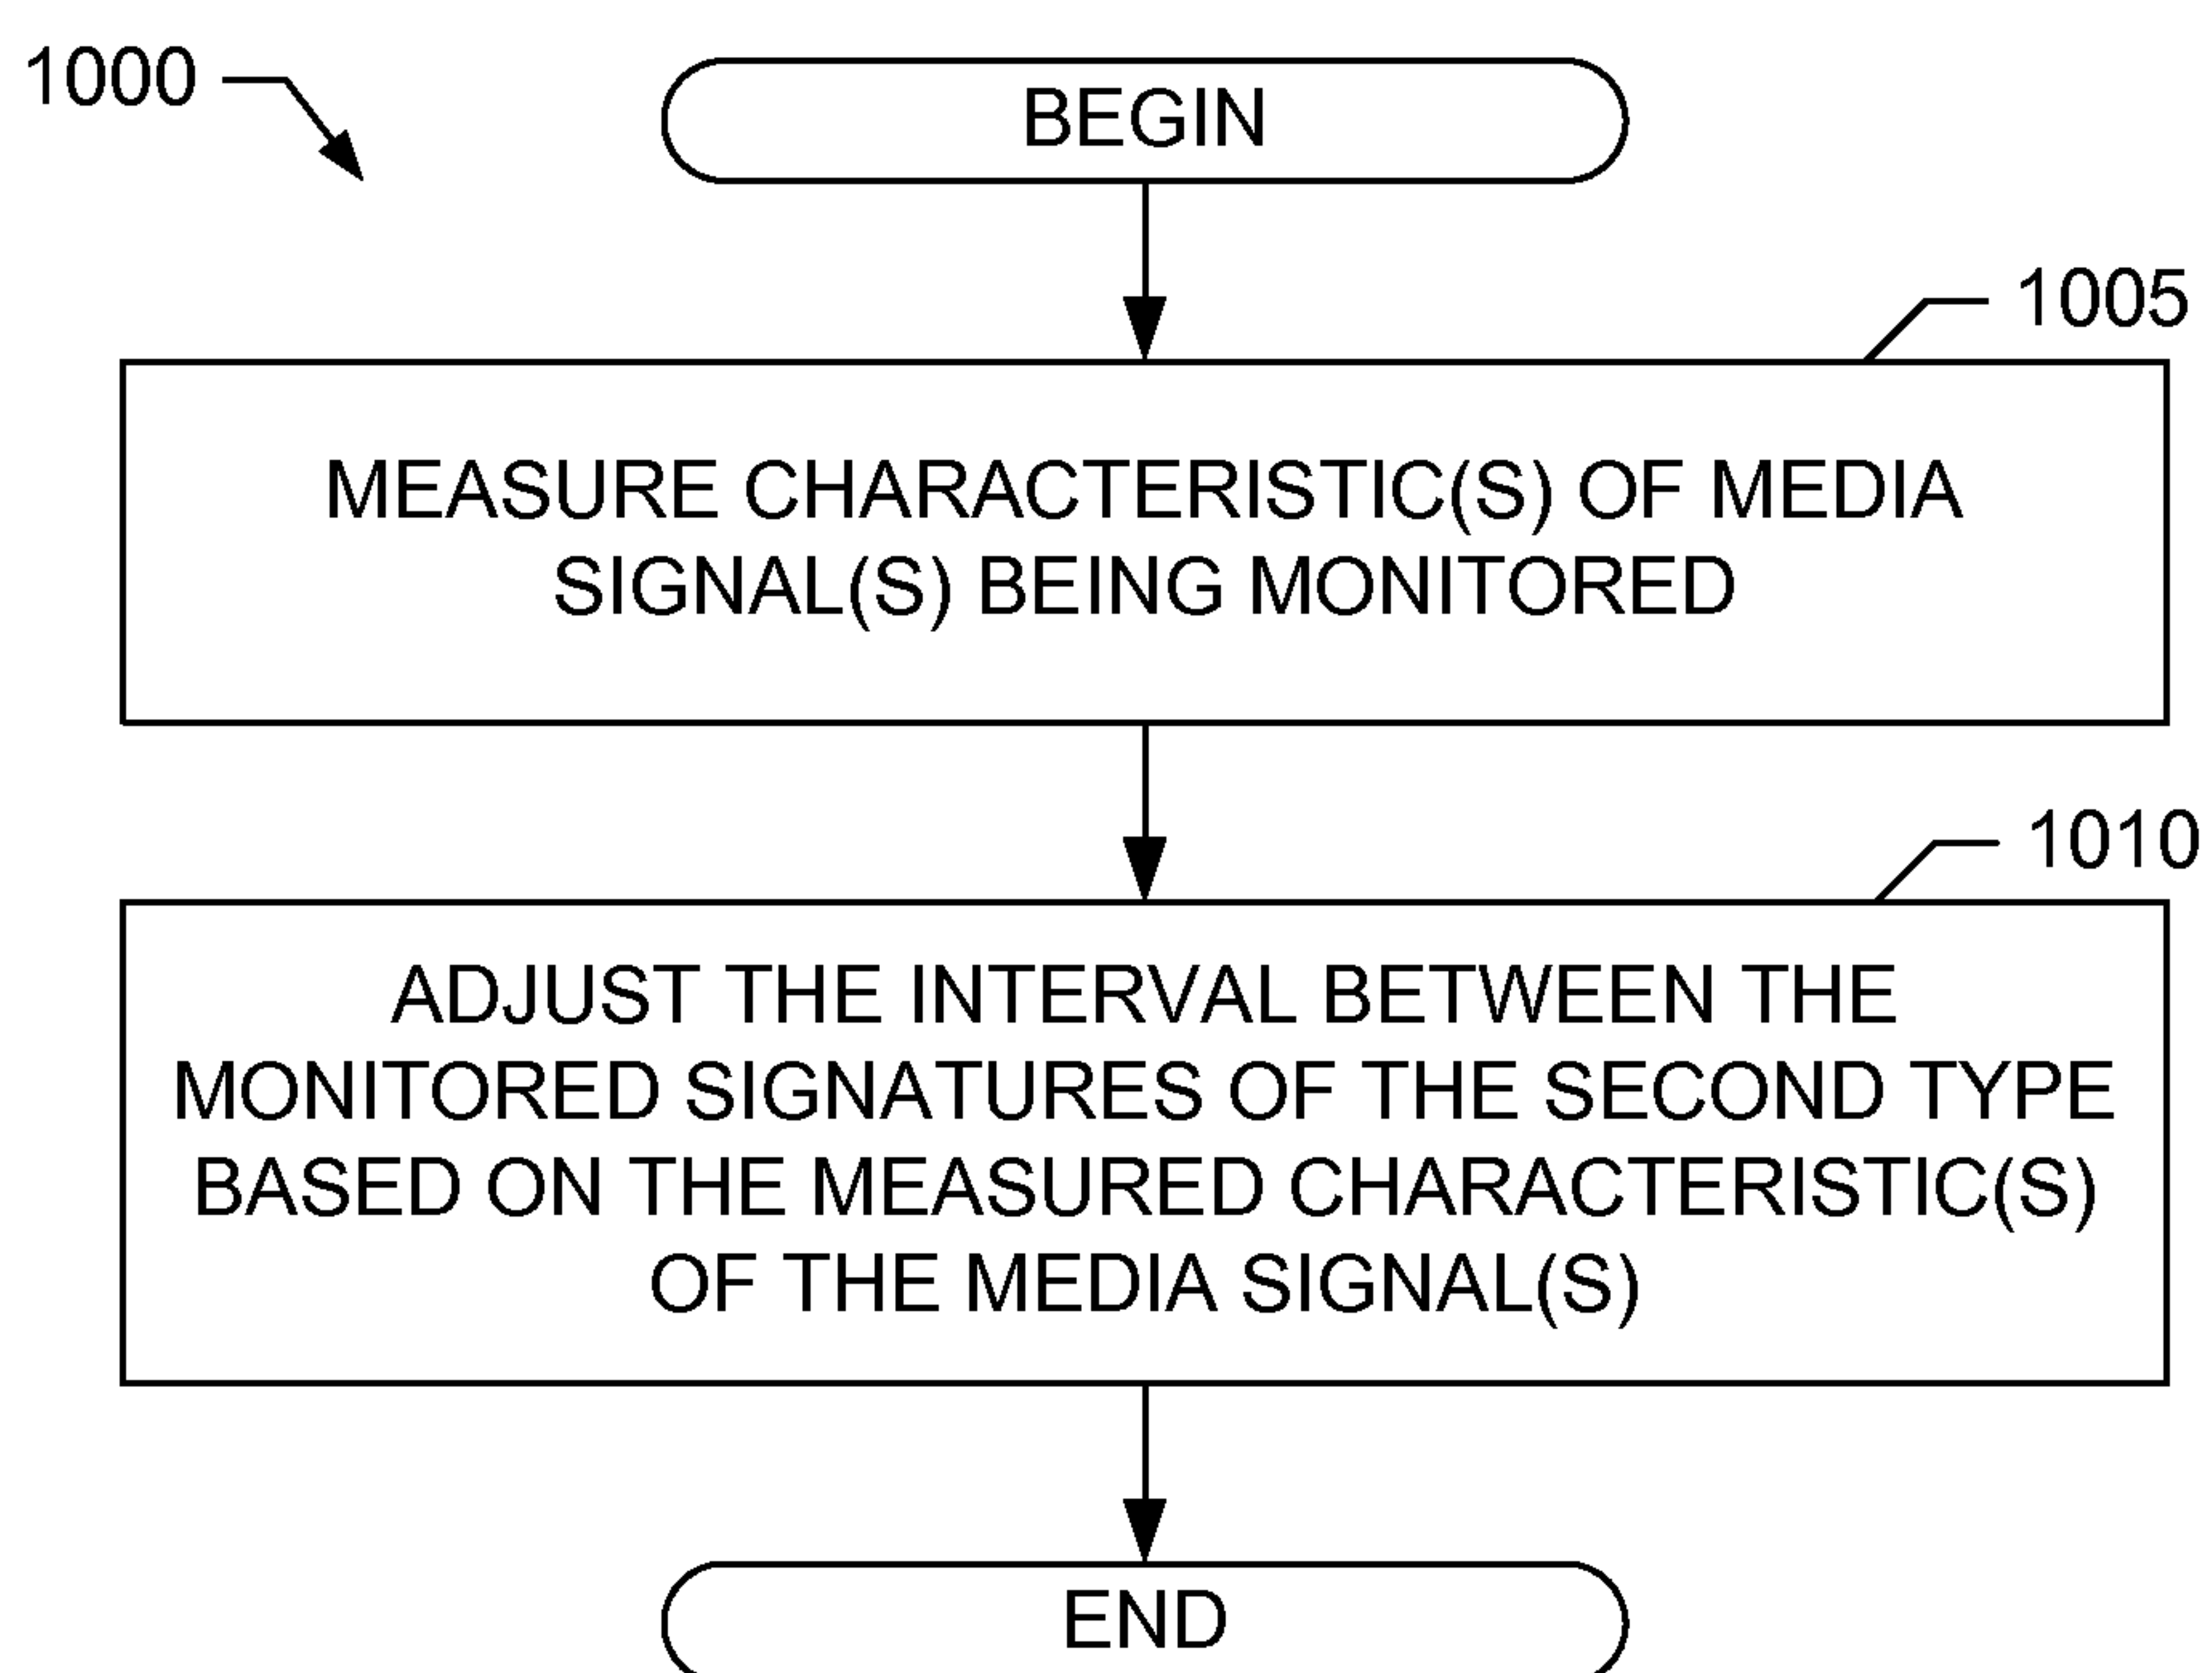 1000
BEGIN
1005
MEASURE CHARACTERISTIC(S) OF MEDIA
SIGNAL(S) BEING MONITORED
1010
ADJUST THE INTERVAL BETWEEN THE
MONITORED SIGNATURES OF THE SECOND TYPE
BASED ON THE MEASURED CHARACTERISTIC(S)
OF THE MEDIA SIGNAL(S)
END